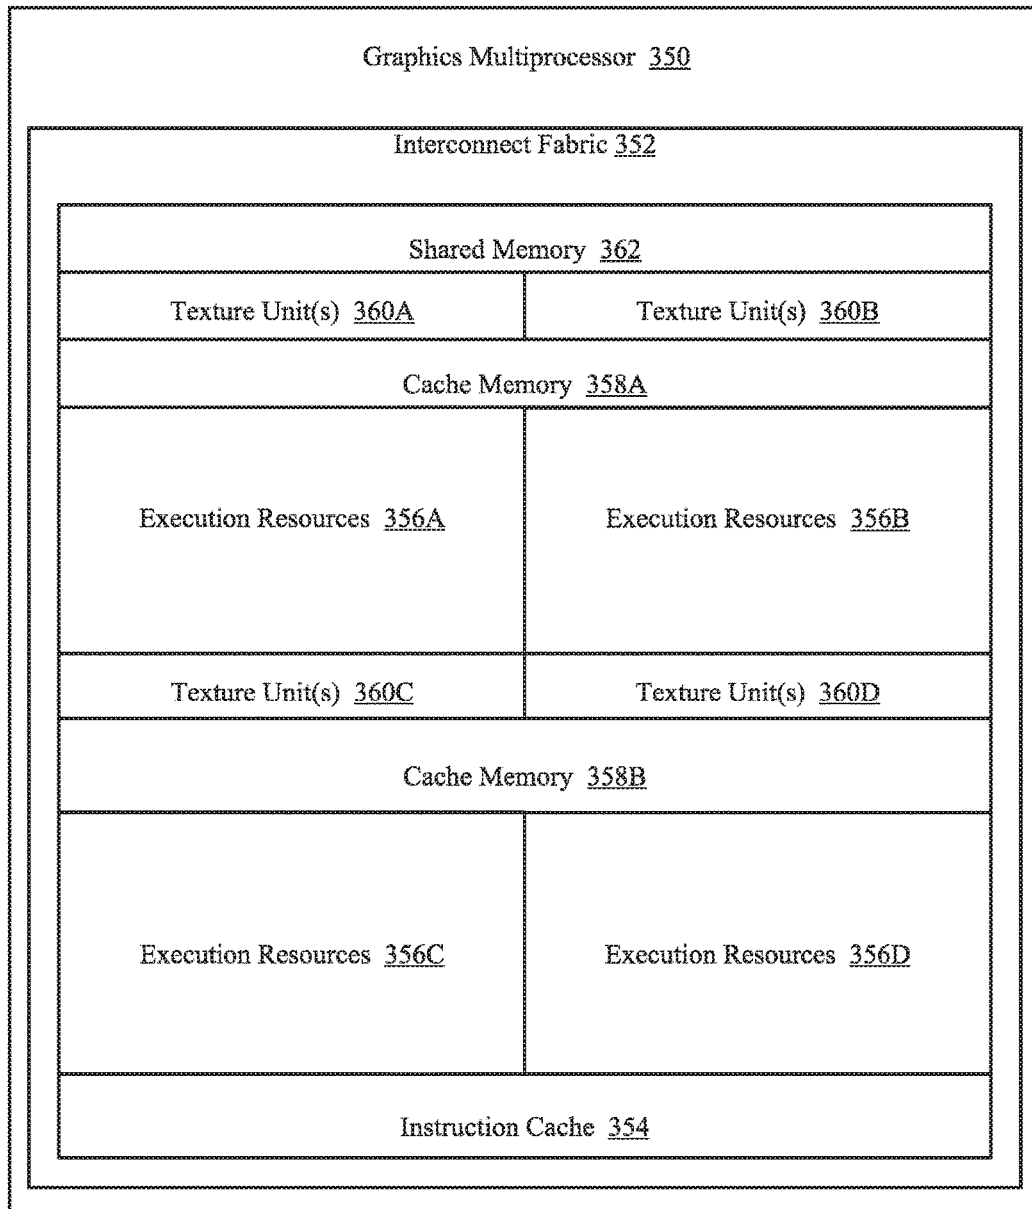 Graphics Multiprocessor 350
Interconnect Fabric 352
Shared Memory 362
Texture Unit(s) 360A
Texture Unit(s) 360B
Cache Memory 358A
Execution Resources 356A
Execution Resources 356B
Texture Unit(s) 360C
Texture Unit(s) 360D
Cache Memory 358B
Execution Resources 356C
Execution Resources 356D
Instruction Cache 354